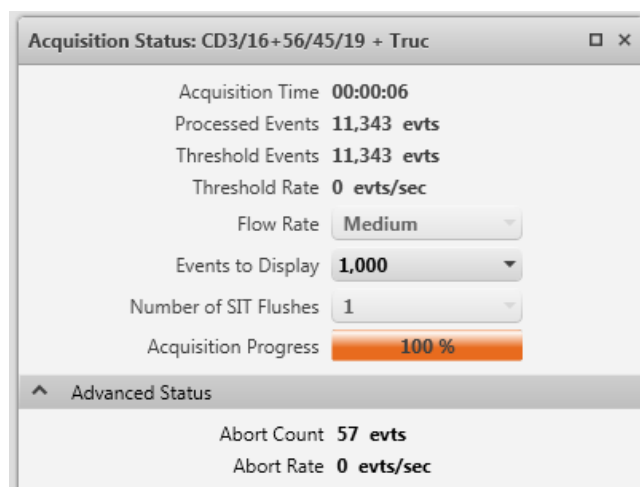 Acquisition Status: CD3/16+56/45/19 + Truc
Acquisition Time 00:00:06
Processed Events 11,343 evts
Threshold Events 11,343 evts
Threshold Rate 0 evts/sec
Flow Rate Medium
Events to Display 1,000
Number of SIT Flushes 1
Acquisition Progress 100 %
Advanced Status
Abort Count 57 evts
Abort Rate 0 evts/sec